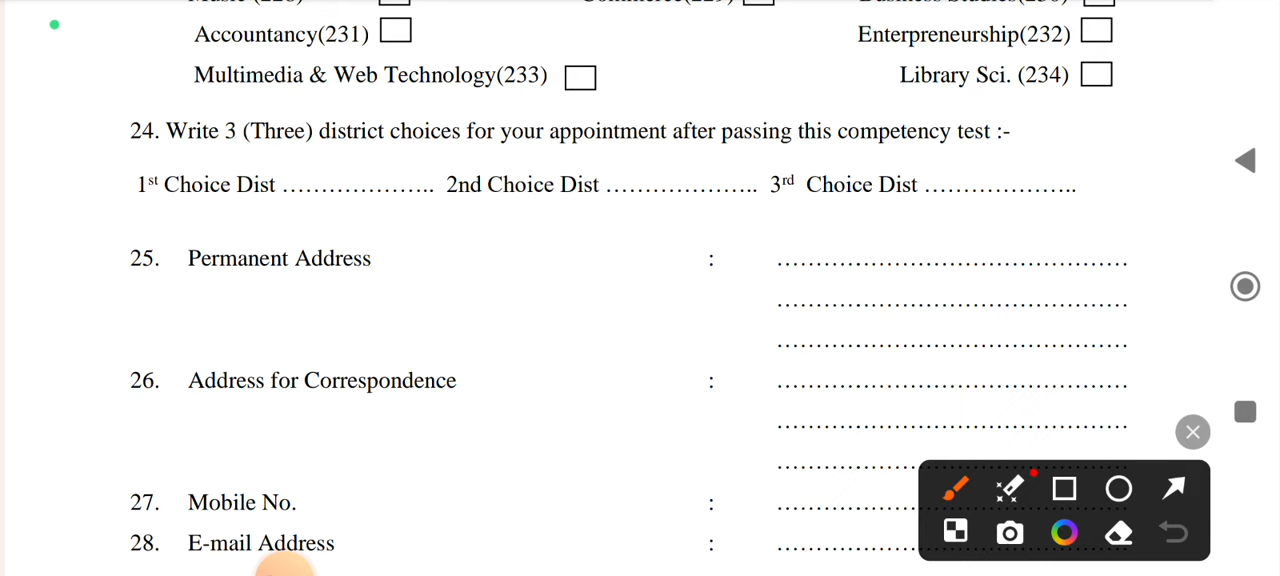 Accountancy(231) Enterpreneurship(232)
Multimedia & Web Technology(233) Library Sci. (234)
24. Write 3 (Three) district choices for your appointment after passing this competency test :-
1st Choice Dist ………………….. 2nd Choice Dist ………………….. 3rd Choice Dist …………………..
25. Permanent Address : ………………………………………
………………………………………
………………………………………
26. Address for Correspondence : ………………………………………
………………………………………
………………………………………
27. Mobile No. : ………………………………………
28. E-mail Address : ………………………………………